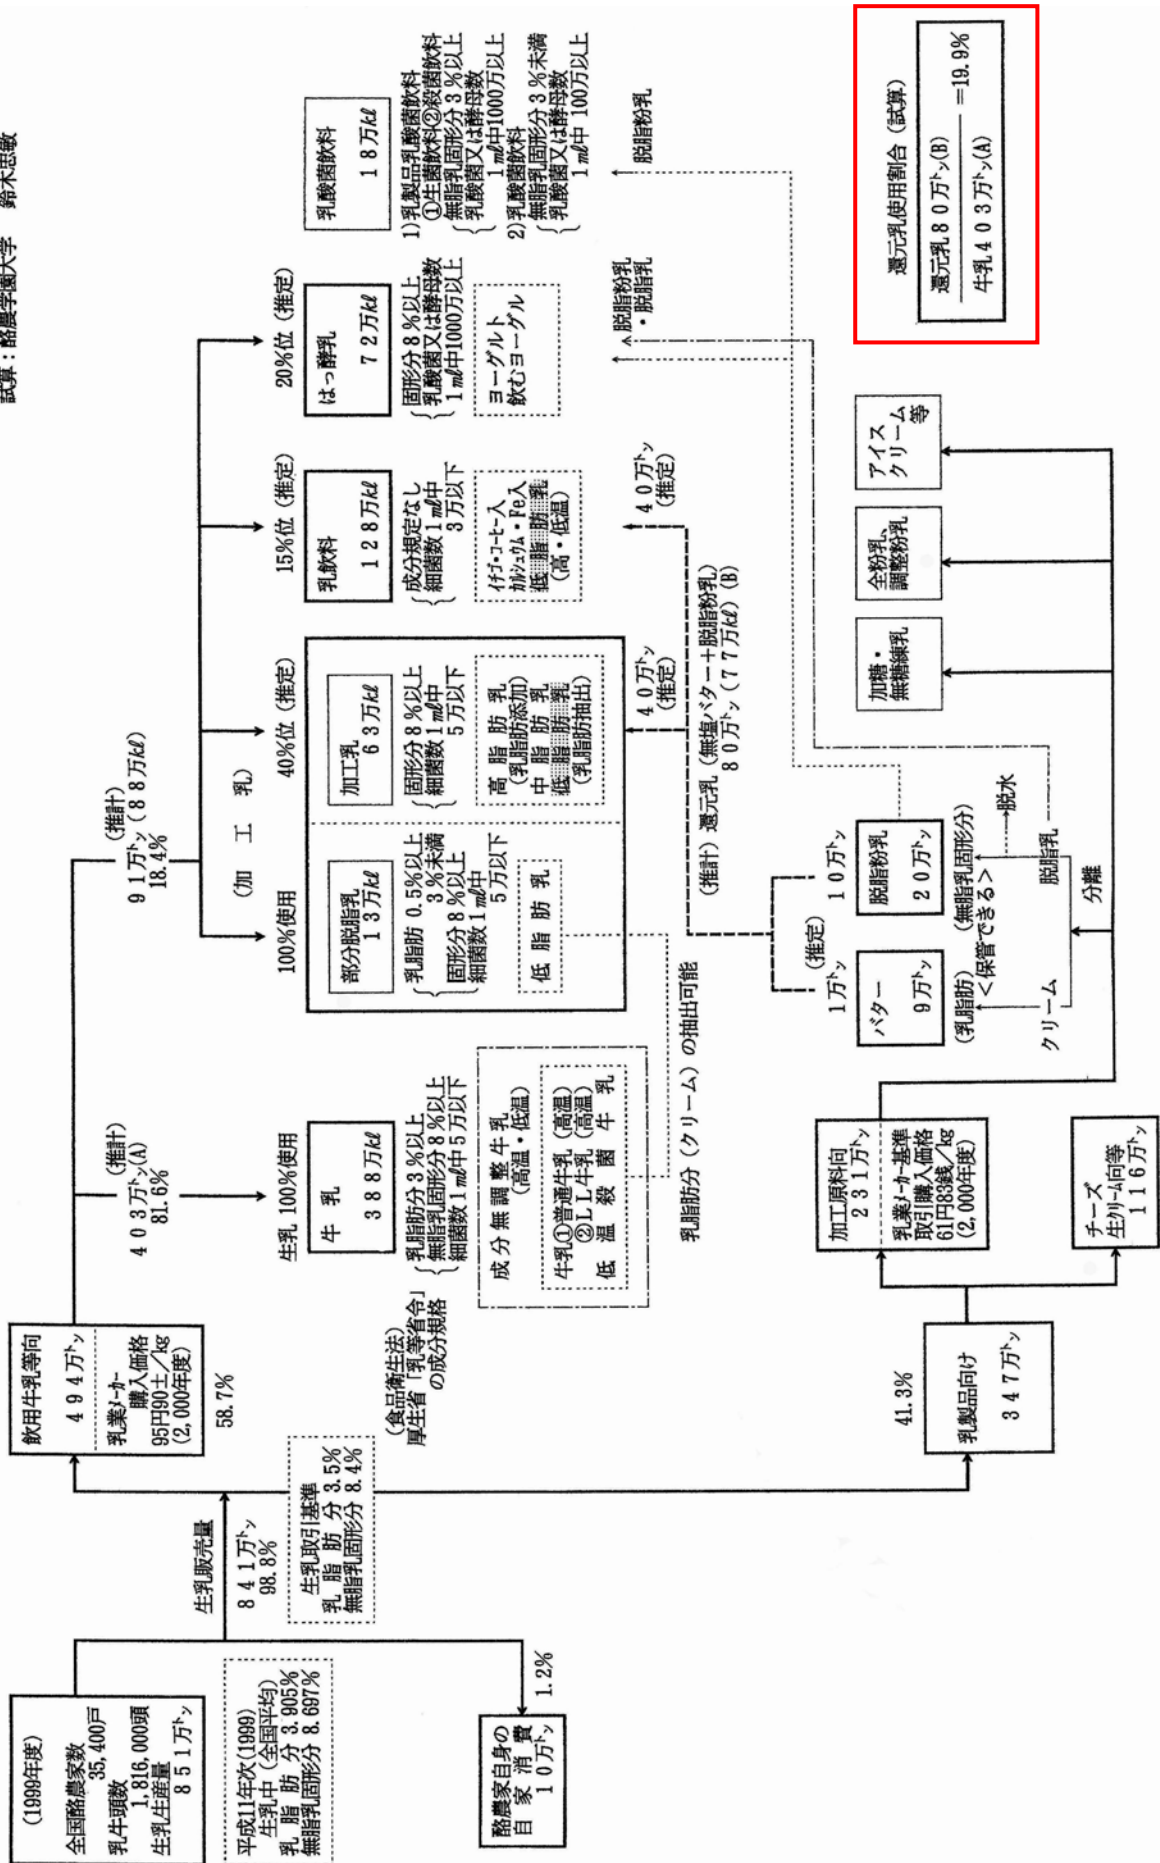 試算：酪農学園大学　鈴木忠敏
(1999年度)
全国酪農家数
35,400戸
乳牛頭数
1,816,000頭
生乳生産量
851万㌧
平成11年次(1999)
生乳中(全国平均)
乳脂肪分 3.905%
無脂乳固形分 8.697%
酪農家自身の
自家消費
10万㌧
1.2%
生乳販売量
841万㌧
98.8%
生乳取引基準
乳脂肪分 3.5%
無脂乳固形分 8.4%
飲用牛乳等向
494万㌧
乳業ﾒｰｶｰ
購入価格
95円90士／kg
(2,000年度)
58.7%
41.3%
乳製品向け
347万㌧
(推計)
403万㌧(A)
81.6%
(推計)
91万㌧(88万kl)
18.4%
(食品衛生法)
厚生省「乳等省令」
の成分規格
生乳 100%使用
牛乳
388万kl
乳脂肪分3%以上
無脂乳固形分8%以上
細菌数1ml中5万以下
成分無調整牛乳
(高温・低温)
牛乳①普通牛乳(高温)
②LL牛乳(高温)
低温殺菌牛乳
(加工乳)
100%使用
部分脱脂乳
13万kl
乳脂肪 0.5%以上
3%未満
固形分8%以上
細菌数1ml中
5万以下
低脂肪乳
40%位(推定)
加工乳
63万kl
固形分8%以上
細菌数1ml中
5万以下
高脂肪乳
(乳脂肪添加)
中脂肪乳
低脂肪乳
(乳脂肪抽出)
15%位(推定)
乳飲料
128万kl
成分規定なし
細菌数1ml中
3万以下
ｲﾁｺﾞ・ｺｰﾋｰ入
ｶﾙｼｭｳﾑ・Fe入
低脂肪乳
(高・低温)
20%位(推定)
はっ酵乳
72万kl
固形分8%以上
乳酸菌又は酵母数
1ml中1000万以上
ヨーグルト
飲むヨーグル
乳酸菌飲料
18万kl
1)乳製品乳酸菌飲料
①生菌飲料②殺菌飲料
無脂乳固形分3%以上
乳酸菌又は酵母数
1ml中1000万以上
2)乳酸菌飲料
無脂乳固形分3%未満
乳酸菌又は酵母数
1ml中 100万以上
乳脂肪分(クリーム)の抽出可能
40万㌧
(推定)
40万㌧
(推定)
脱脂粉乳
・脱脂乳
脱脂粉乳
(推計)還元乳(無塩バター＋脱脂粉乳)
80万㌧(77万kl)(B)
(推定)
1万㌧
10万㌧
バター
9万㌧
脱脂粉乳
20万㌧
(乳脂肪)
(無脂乳固形分)
＜保管できる＞
脱水
クリーム
脱脂乳
分離
加工原料向
231万㌧
乳業ﾒｰｶｰ基準
取引購入価格
61円83銭／kg
(2,000年度)
チーズ
生ｸﾘｰﾑ向等
116万㌧
加糖・
無糖練乳
全粉乳、
調整粉乳
アイス
クリーム
等
還元乳使用割合(試算)
還元乳80万㌧(B)
牛乳403万㌧(A)
＝19.9%